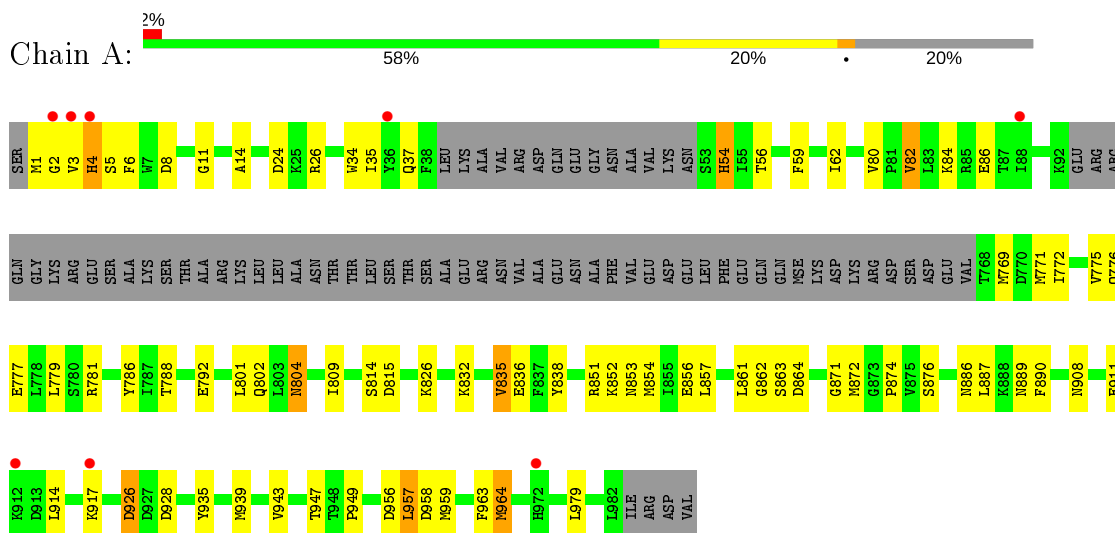 2%
Chain A:
58% 20% • 20%
SER M1 G2 V3 H4 S5 F6 W7 D8 G11 A14 D24 K25 R26 W34 I35 Y36 Q37 F38 LEU LYS ALA VAL ARG ASP GLN GLU GLY ASN ALA VAL LYS ASN S53 H54 I55 T56 F59 I62 V80 P81 V82 L83 K84 R85 E86 T87 I88 K92 GLU ARG ARG
GLN GLY LYS ARG GLU SER ALA LYS SER THR ALA ARG LYS LEU LEU ALA ASN THR THR LEU SER THR SER ALA GLU ARG ASN VAL ALA GLU ASN ALA PHE VAL GLU ASP GLU LEU PHE GLU GLN GLN MSE LYS ASP LYS ARG ASP SER ASP GLU VAL T768 M769 D770 M771 I772 V775 Q776
E777 L778 L779 S780 R781 Y786 I787 T788 E792 L801 Q802 L803 N804 I809 S814 D815 K826 K832 V835 E836 F837 Y838 R851 K852 N853 M854 I855 E856 L857 L861 G862 S863 D864 G871 M872 G873 P874 V875 S876 N886 L887 K888 N889 F890 N908 E911
K912 D913 L914 K917 D926 D927 D928 Y935 M939 V943 T947 T948 P949 D956 L957 D958 M959 F963 M964 H972 L979 L982 ILE ARG ASP VAL